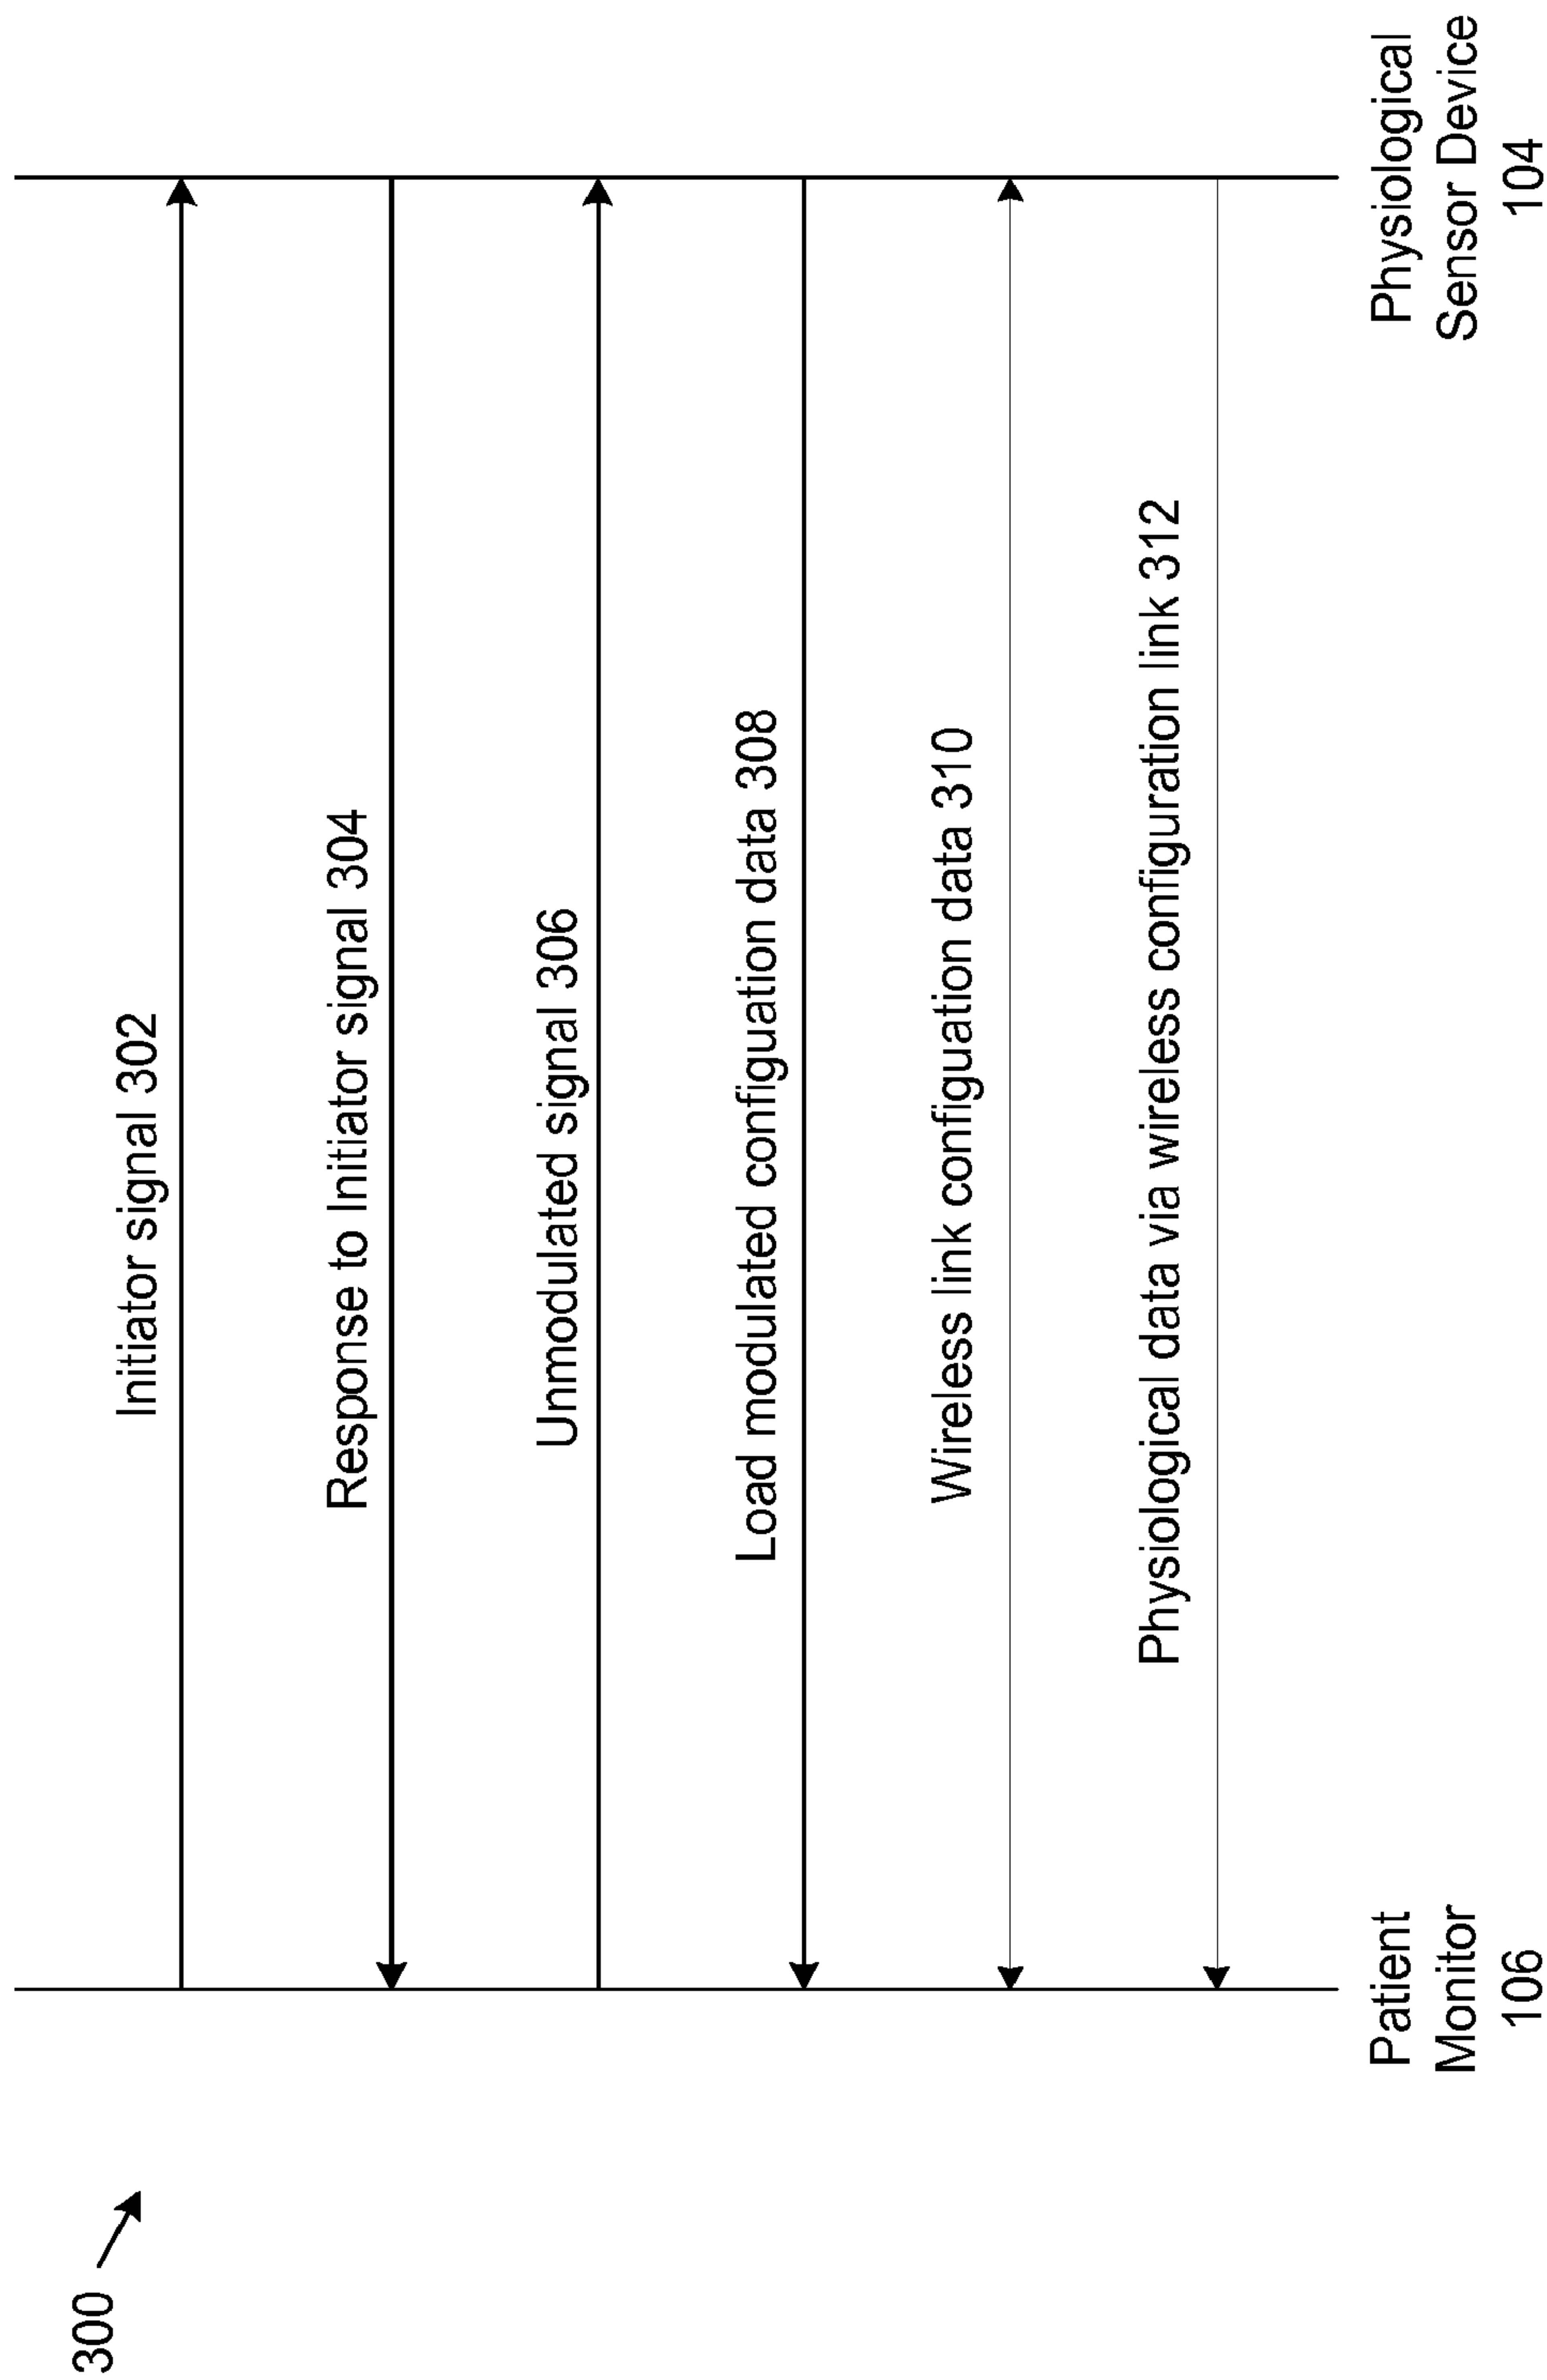 300
Initiator signal 302
Response to Initiator signal 304
Unmodulated signal 306
Load modulated configuation data 308
Wireless link configuation data 310
Physiological data via wireless configuration link 312
Patient
Monitor
106
Physiological
Sensor Device
104